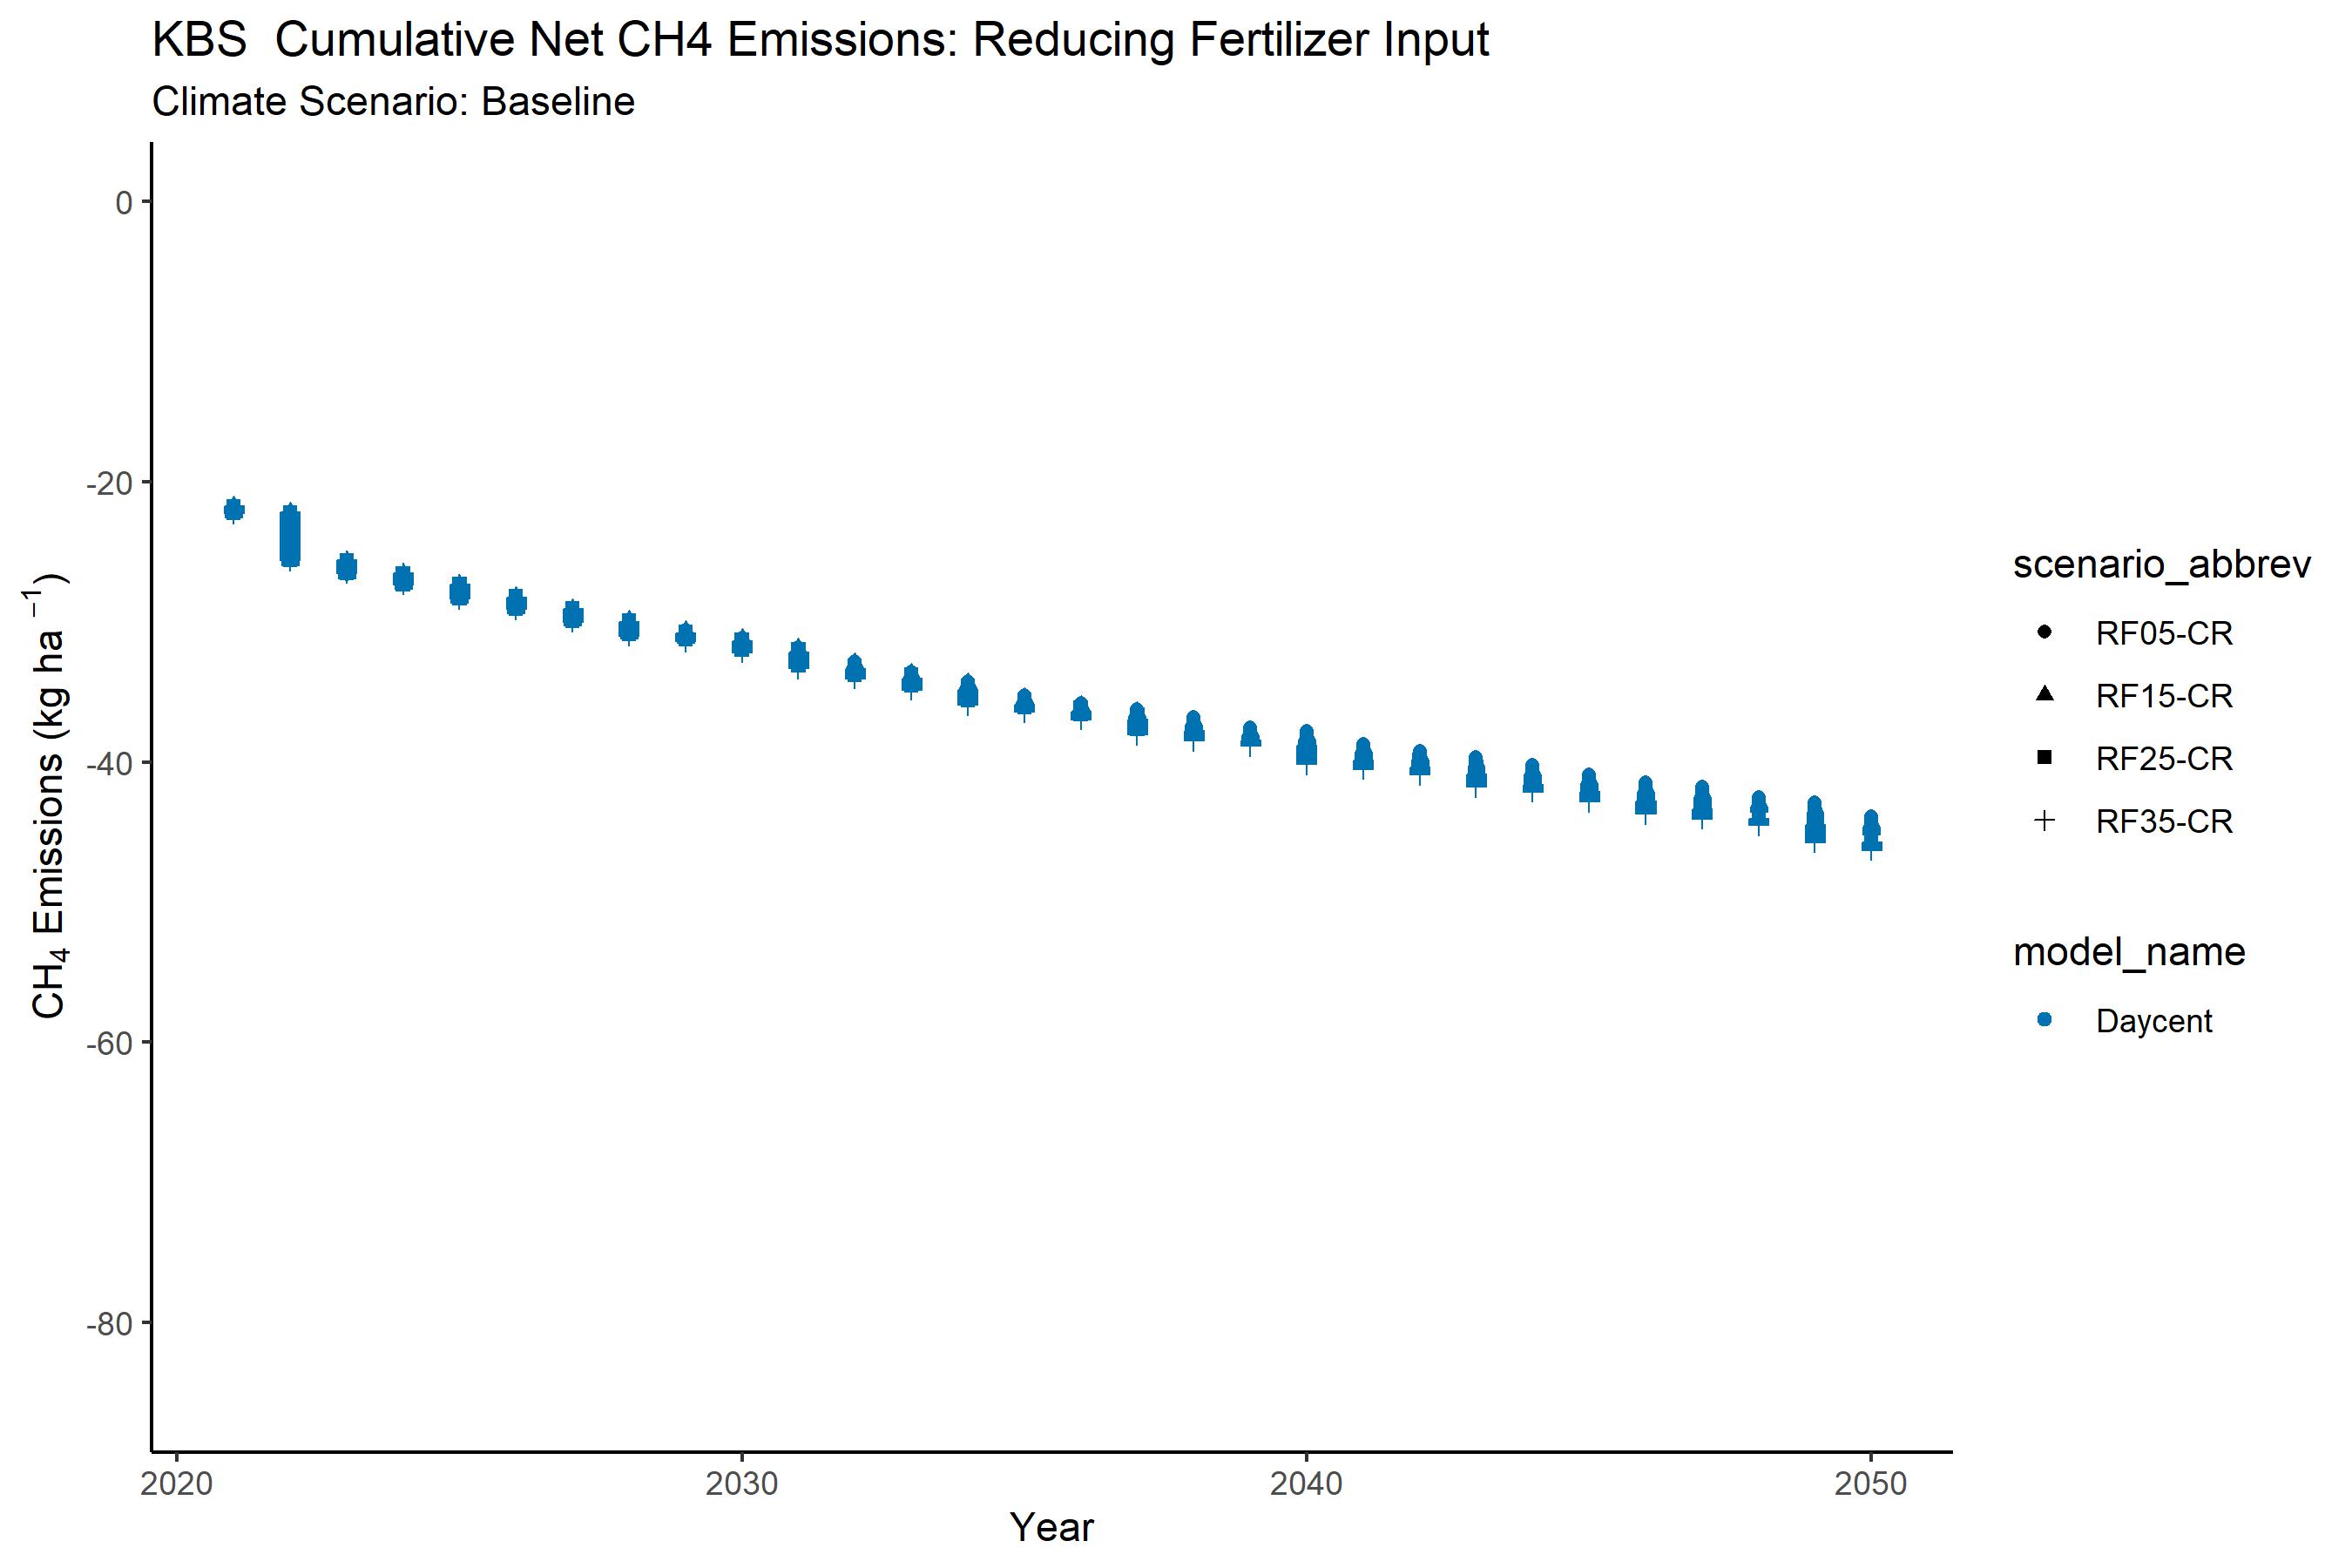 KBS  Cumulative Net CH4 Emissions: Reducing Fertilizer Input
Climate Scenario: Baseline
CH₄ Emissions (kg ha ⁻¹)
0
-20
-40
-60
-80
2020
2030
2040
2050
Year
scenario_abbrev
RF05-CR
RF15-CR
RF25-CR
RF35-CR
model_name
Daycent